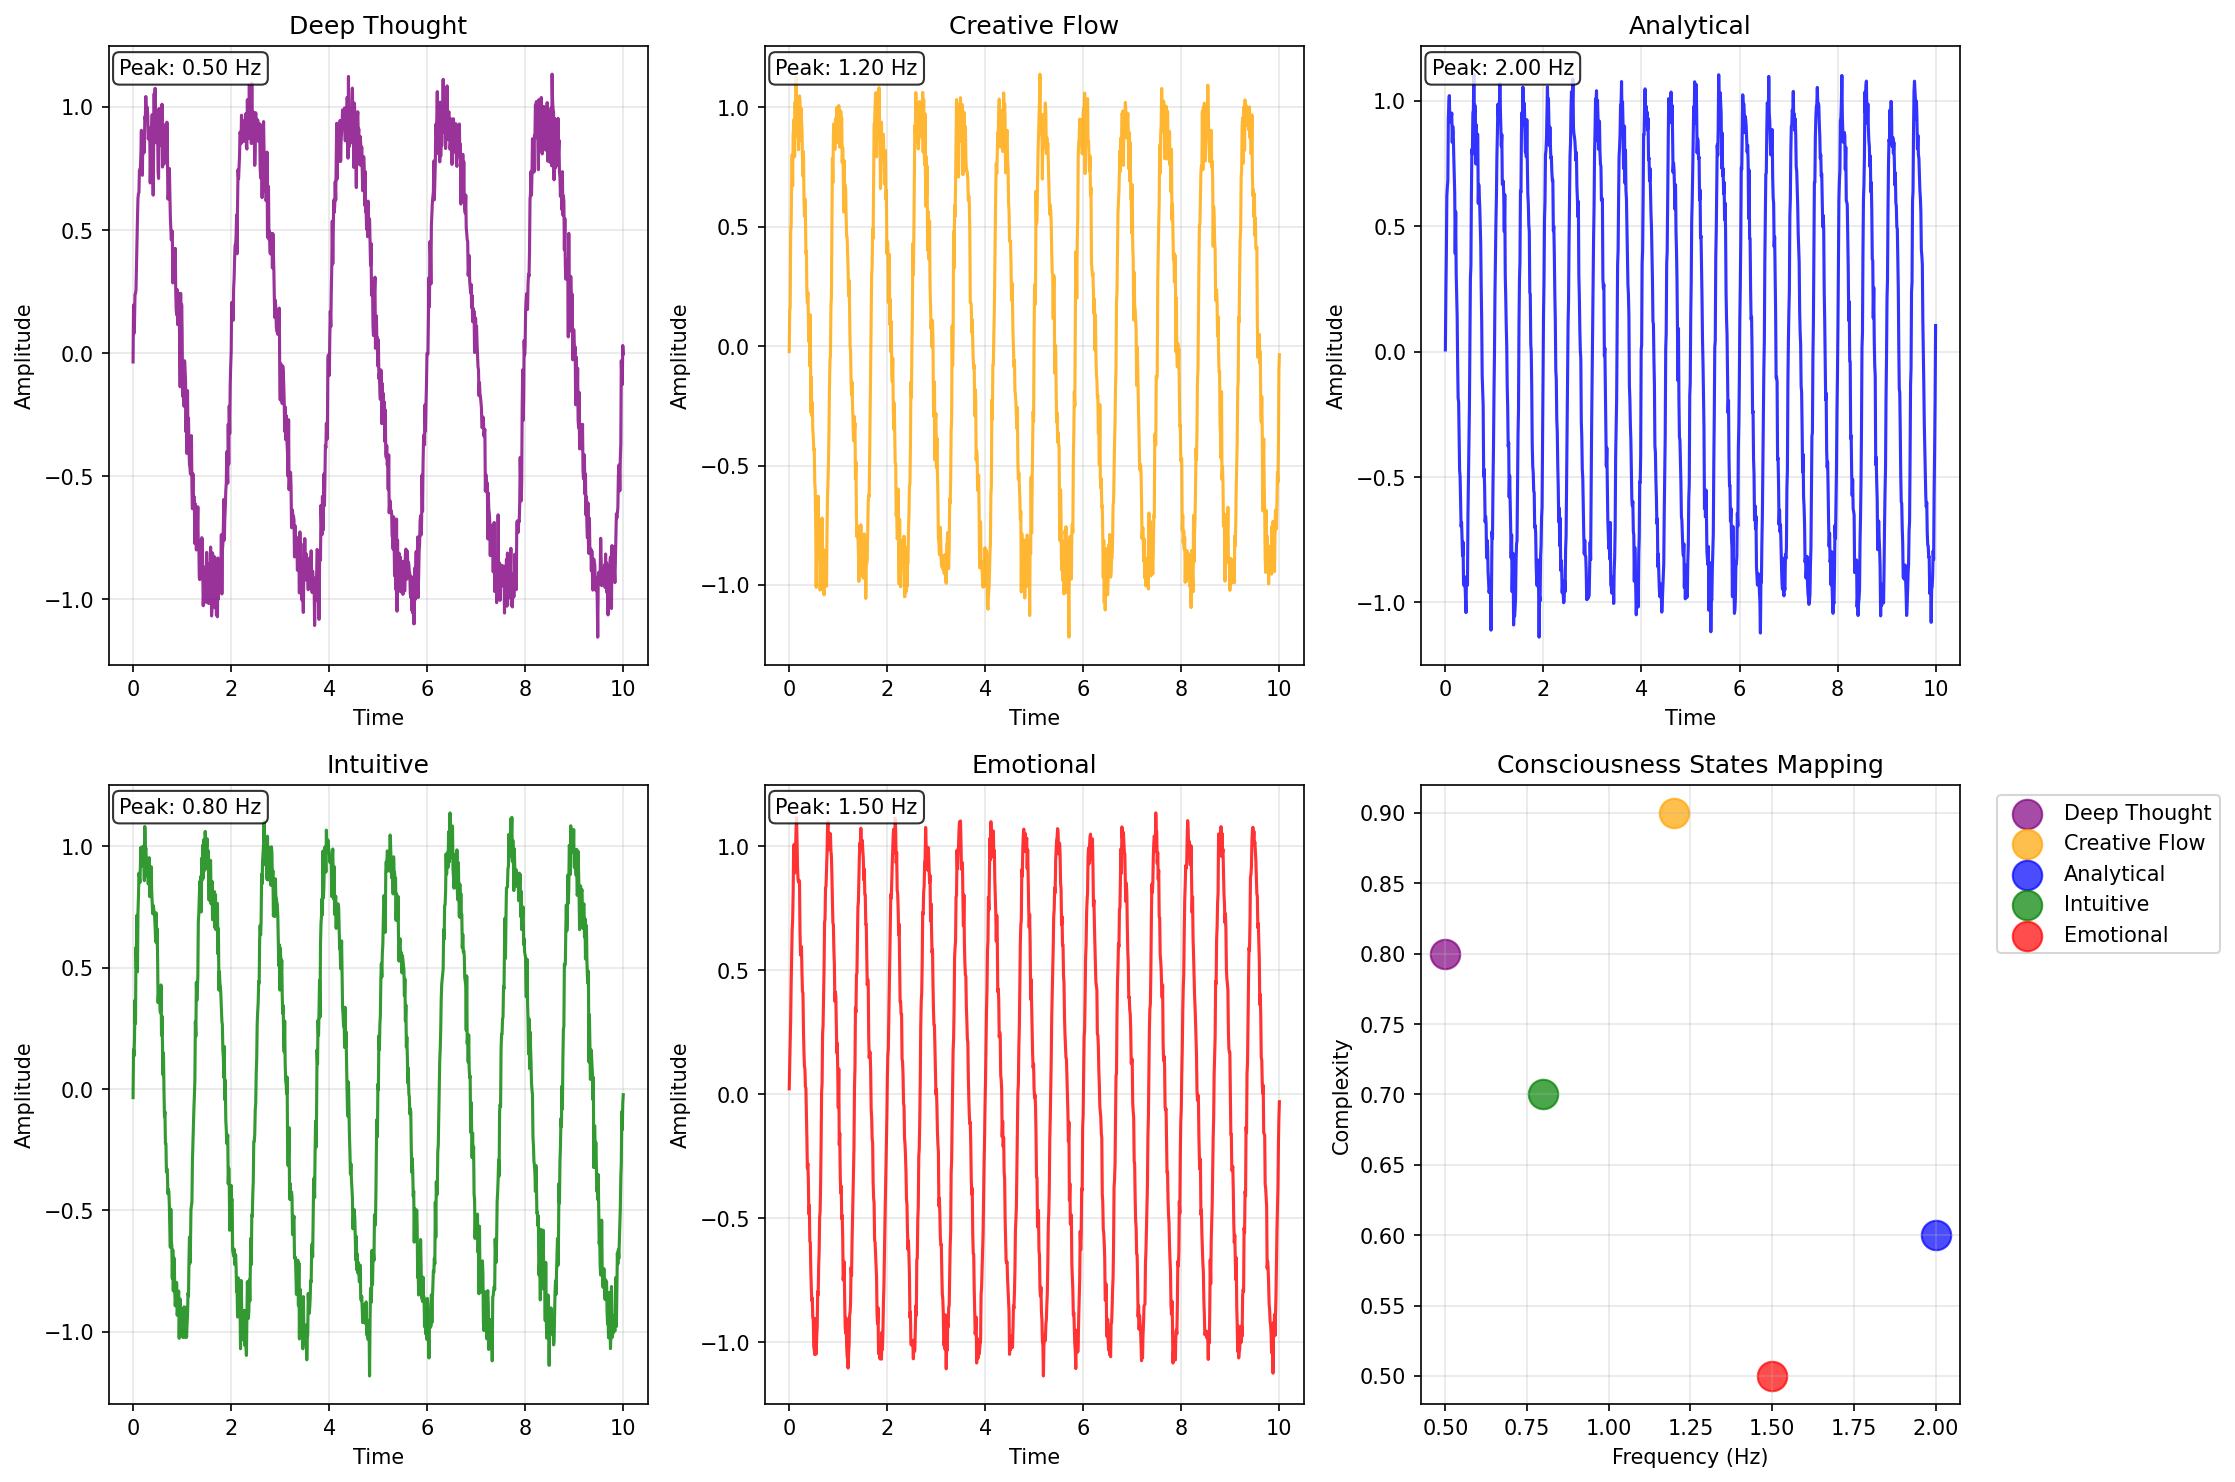 Deep Thought
Peak: 0.50 Hz
Amplitude
1.0
0.5
0.0
−0.5
−1.0
0 2 4 6 8 10
Time
Creative Flow
Peak: 1.20 Hz
Amplitude
1.0
0.5
0.0
−0.5
−1.0
0 2 4 6 8 10
Time
Analytical
Peak: 2.00 Hz
Amplitude
1.0
0.5
0.0
−0.5
−1.0
0 2 4 6 8 10
Time
Intuitive
Peak: 0.80 Hz
Amplitude
1.0
0.5
0.0
−0.5
−1.0
0 2 4 6 8 10
Time
Emotional
Peak: 1.50 Hz
Amplitude
1.0
0.5
0.0
−0.5
−1.0
0 2 4 6 8 10
Time
Consciousness States Mapping
Complexity
0.90
0.85
0.80
0.75
0.70
0.65
0.60
0.55
0.50
0.50 0.75 1.00 1.25 1.50 1.75 2.00
Frequency (Hz)
Deep Thought
Creative Flow
Analytical
Intuitive
Emotional